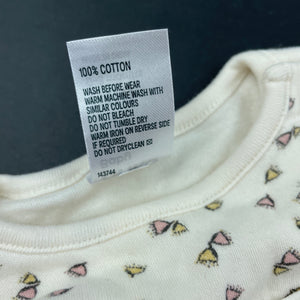 100% COTTON
WASH BEFORE WEAR
WARM MACHINE WASH WITH
SIMILAR COLOURS
DO NOT BLEACH
DO NOT TUMBLE DRY
WARM IRON ON REVERSE SIDE
IF REQUIRED
DO NOT DRYCLEAN
143744